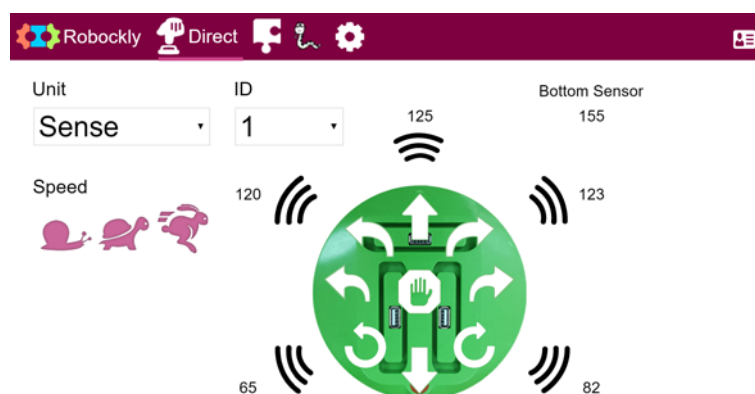 Robockly Direct
Unit ID Bottom Sensor
Sense 1 125 155
Speed 120 123
65 82